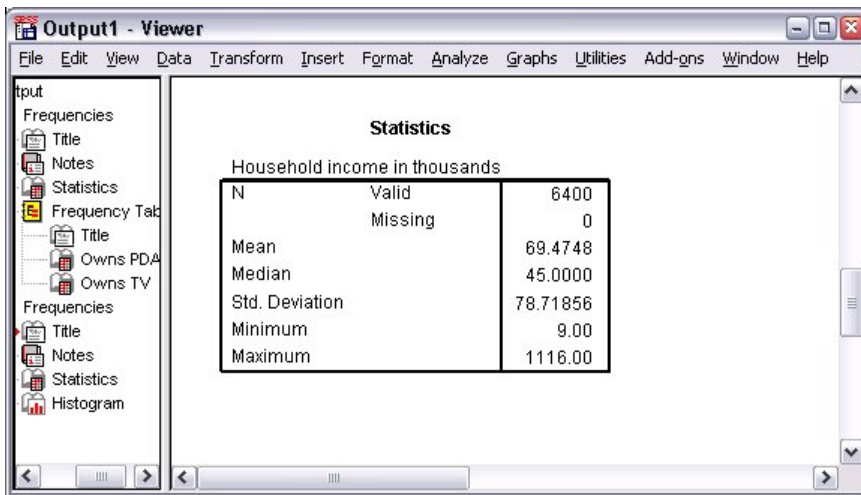 Output1 - Viewer
File Edit View Data Transform Insert Format Analyze Graphs Utilities Add-ons Window Help
tput
Frequencies
Title
Notes
Statistics
Frequency Tab
Title
Owns PDA
Owns TV
Frequencies
Title
Notes
Statistics
Histogram
Statistics
Household income in thousands
N Valid 6400
Missing 0
Mean 69.4748
Median 45.0000
Std. Deviation 78.71856
Minimum 9.00
Maximum 1116.00